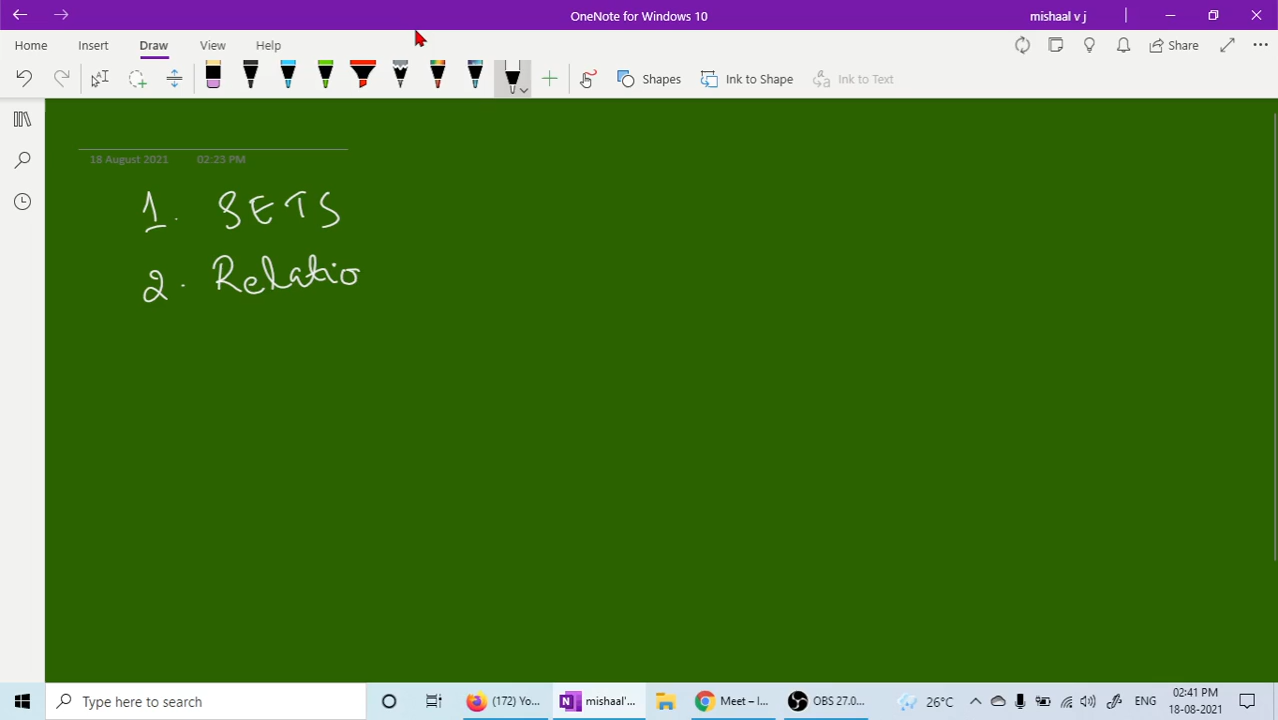 OneNote for Windows 10
mishaal v j
Home Insert Draw View Help
Share
Shapes Ink to Shape Ink to Text
18 August 2021 02:23 PM
1. SETS
2. Relatio
Type here to search
(172) Yo...
mishaal'...
Meet – I...
OBS 27.0...
26°C
ENG
02:41 PM
18-08-2021